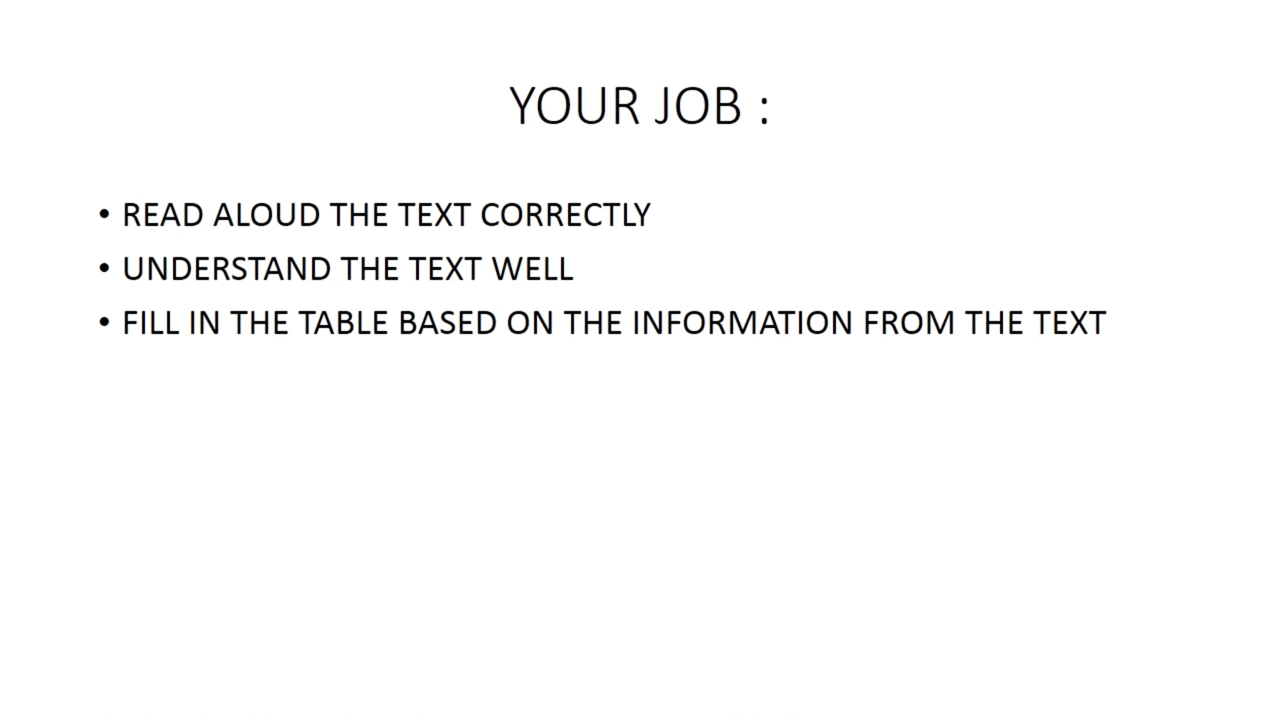 YOUR JOB :
• READ ALOUD THE TEXT CORRECTLY
• UNDERSTAND THE TEXT WELL
• FILL IN THE TABLE BASED ON THE INFORMATION FROM THE TEXT